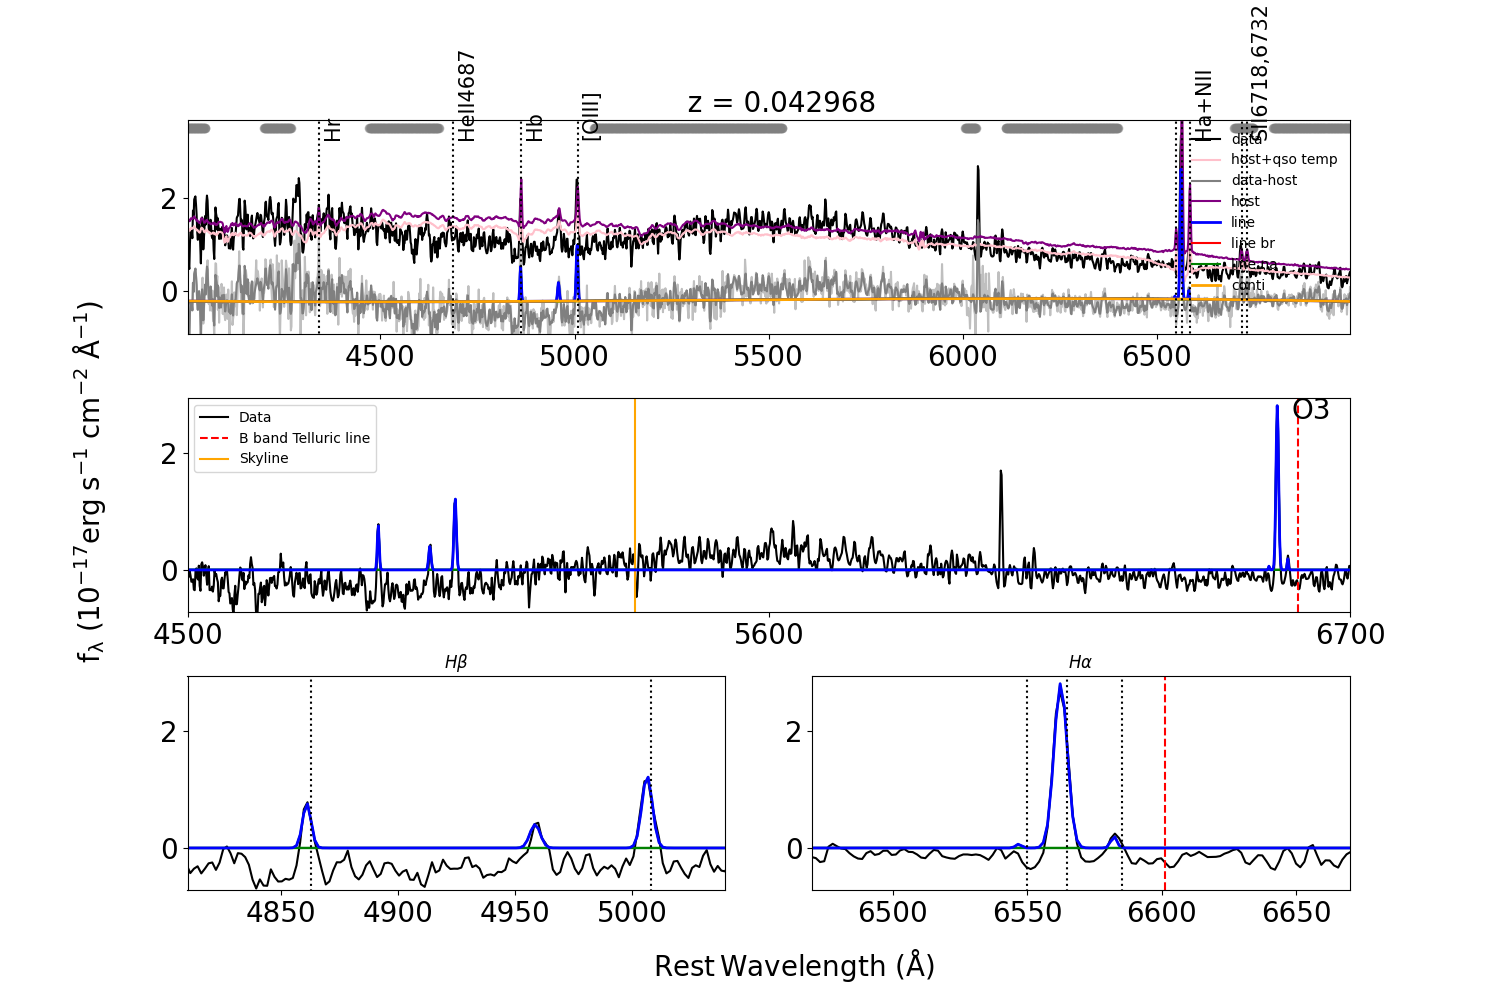 z = 0.042968
Hr
HeII4687
Hb
[OIII]
Ha+NII
SII6718,6732
data
host+qso temp
data-host
host
line
line br
conti
2
0
4500
5000
5500
6000
6500
Data
B band Telluric line
Skyline
O3
2
0
4500
5600
6700
fλ (10⁻¹⁷erg s⁻¹ cm⁻² Å⁻¹)
Hβ
2
0
4850
4900
4950
5000
Hα
2
0
6500
6550
6600
6650
Rest Wavelength (Å)